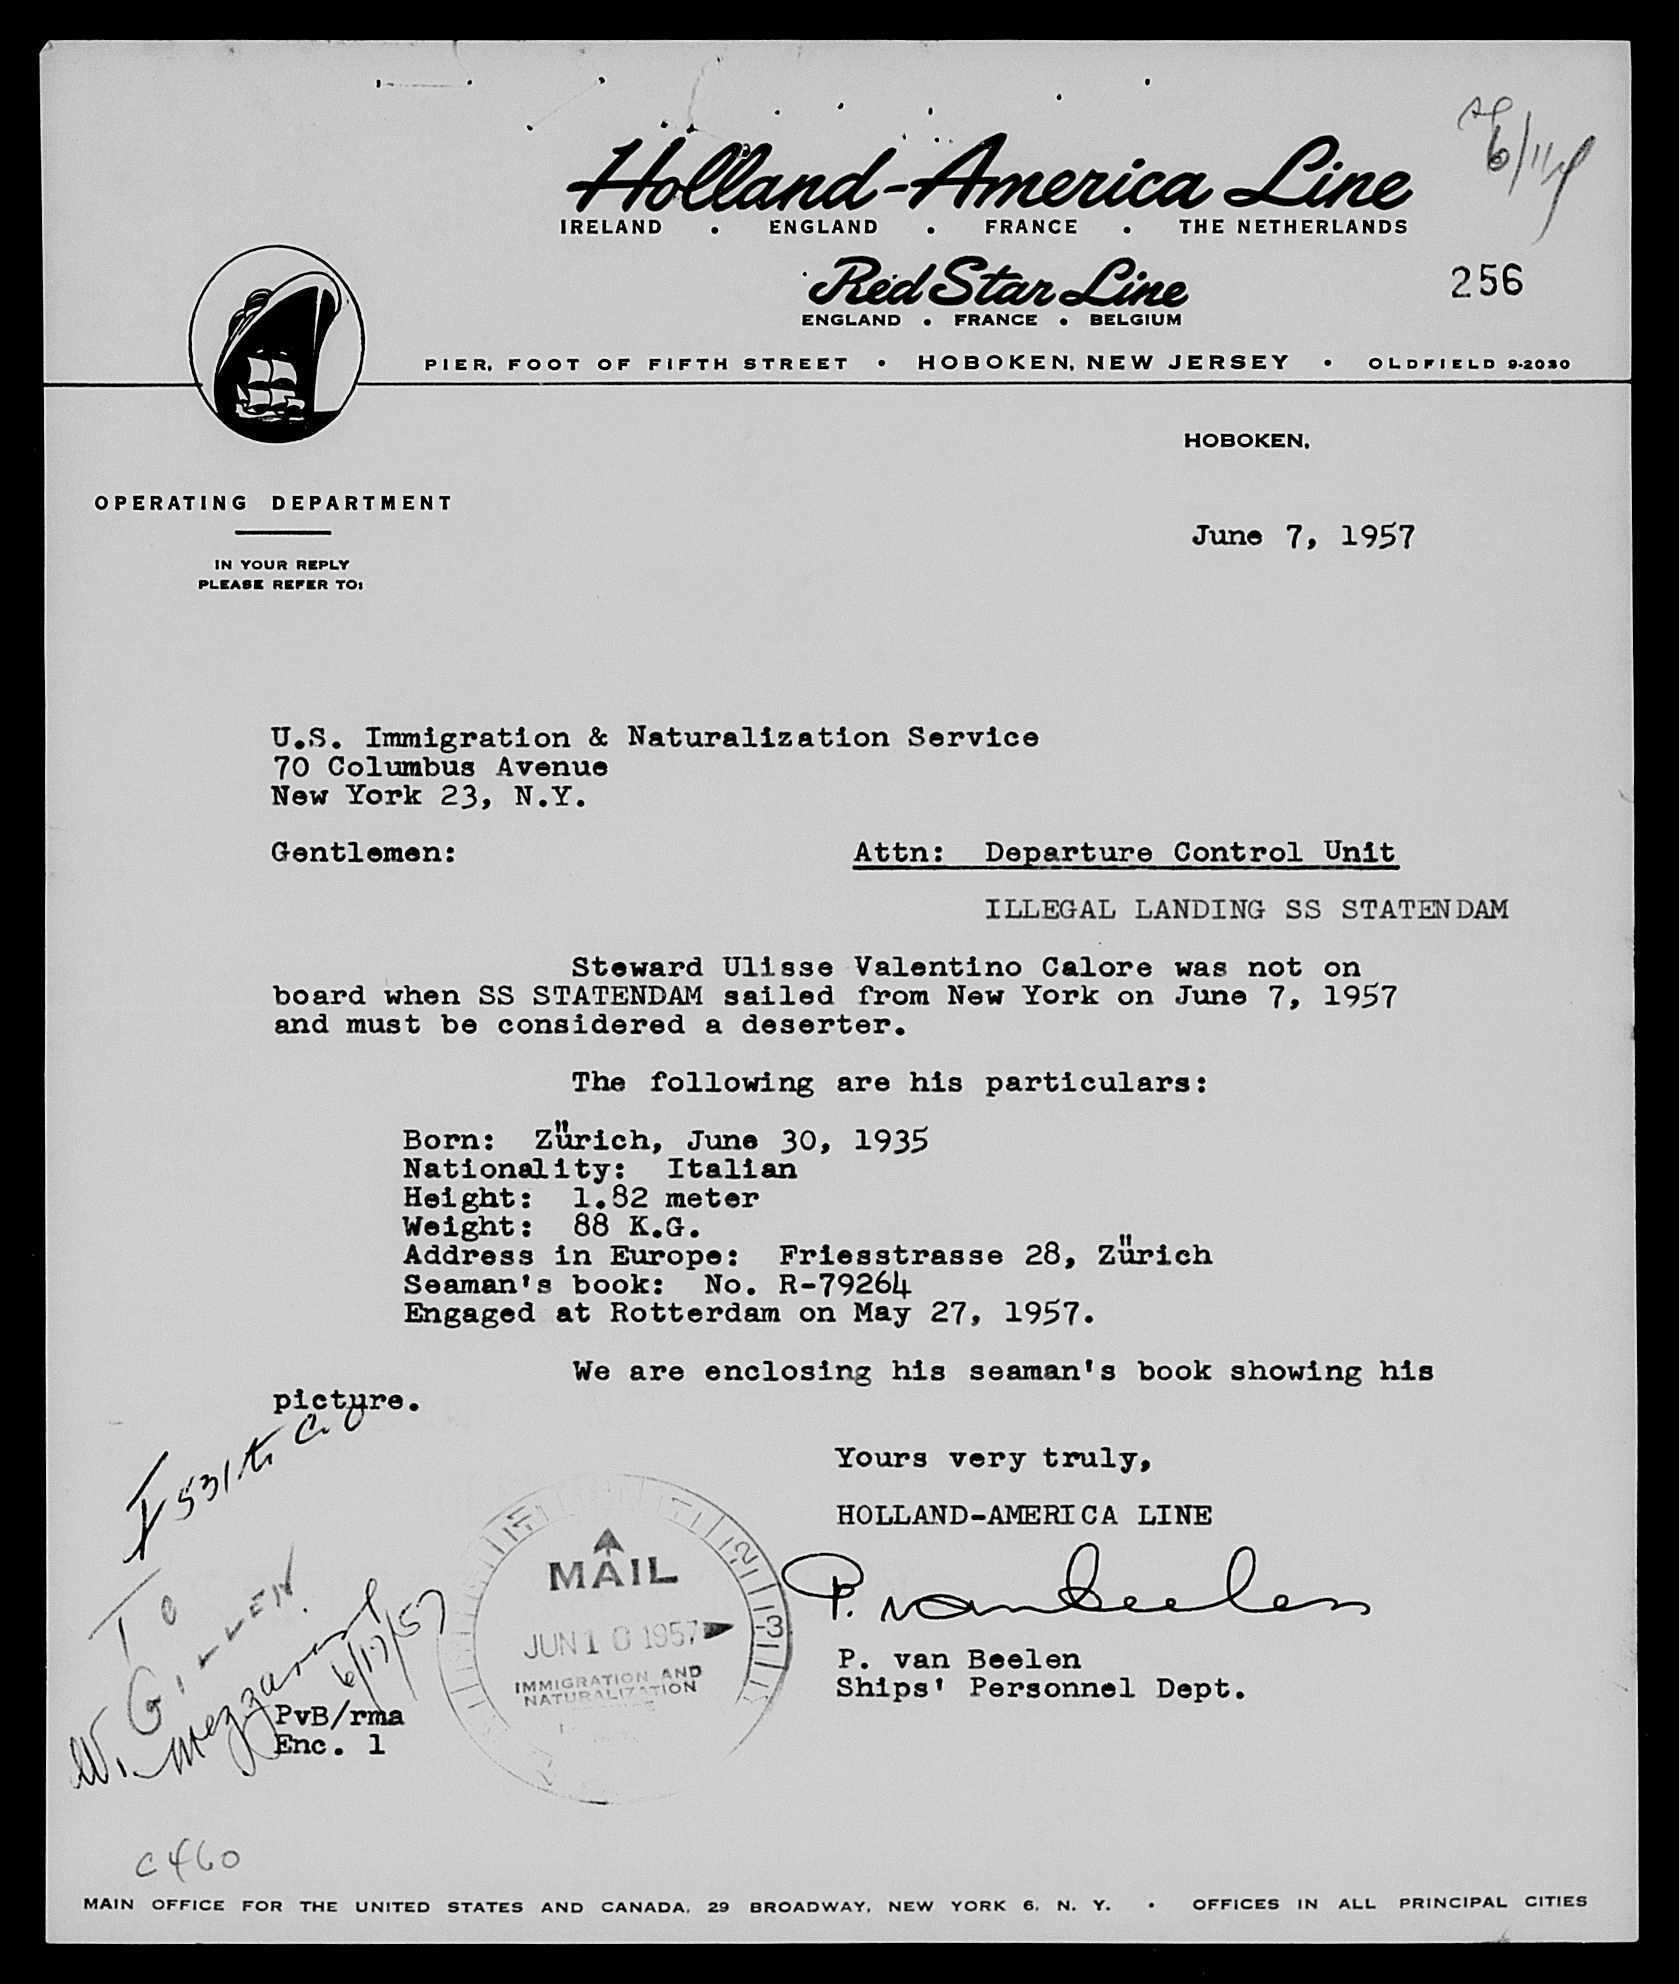 Holland-America Line
IRELAND • ENGLAND • FRANCE • THE NETHERLANDS
Red Star Line
ENGLAND • FRANCE • BELGIUM
256
PIER, FOOT OF FIFTH STREET • HOBOKEN, NEW JERSEY • OLDFIELD 9-2030
HOBOKEN,
OPERATING DEPARTMENT
June 7, 1957
IN YOUR REPLY
PLEASE REFER TO:
U.S. Immigration & Naturalization Service
70 Columbus Avenue
New York 23, N.Y.
Gentlemen: Attn: Departure Control Unit
ILLEGAL LANDING SS STATENDAM
Steward Ulisse Valentino Calore was not on
board when SS STATENDAM sailed from New York on June 7, 1957
and must be considered a deserter.
The following are his particulars:
Born: Zürich, June 30, 1935
Nationality: Italian
Height: 1.82 meter
Weight: 88 K.G.
Address in Europe: Friesstrasse 28, Zürich
Seaman's book: No. R-79264
Engaged at Rotterdam on May 27, 1957.
We are enclosing his seaman's book showing his
picture.
Yours very truly,
HOLLAND-AMERICA LINE
P. van Beelen
P. van Beelen
Ships' Personnel Dept.
I 531
To
W. GILLEN
6/17/57
MAIL
JUN 10 1957
IMMIGRATION AND
NATURALIZATION
PvB/rma
Enc. 1
C460
MAIN OFFICE FOR THE UNITED STATES AND CANADA, 29 BROADWAY, NEW YORK 6, N. Y. • OFFICES IN ALL PRINCIPAL CITIES